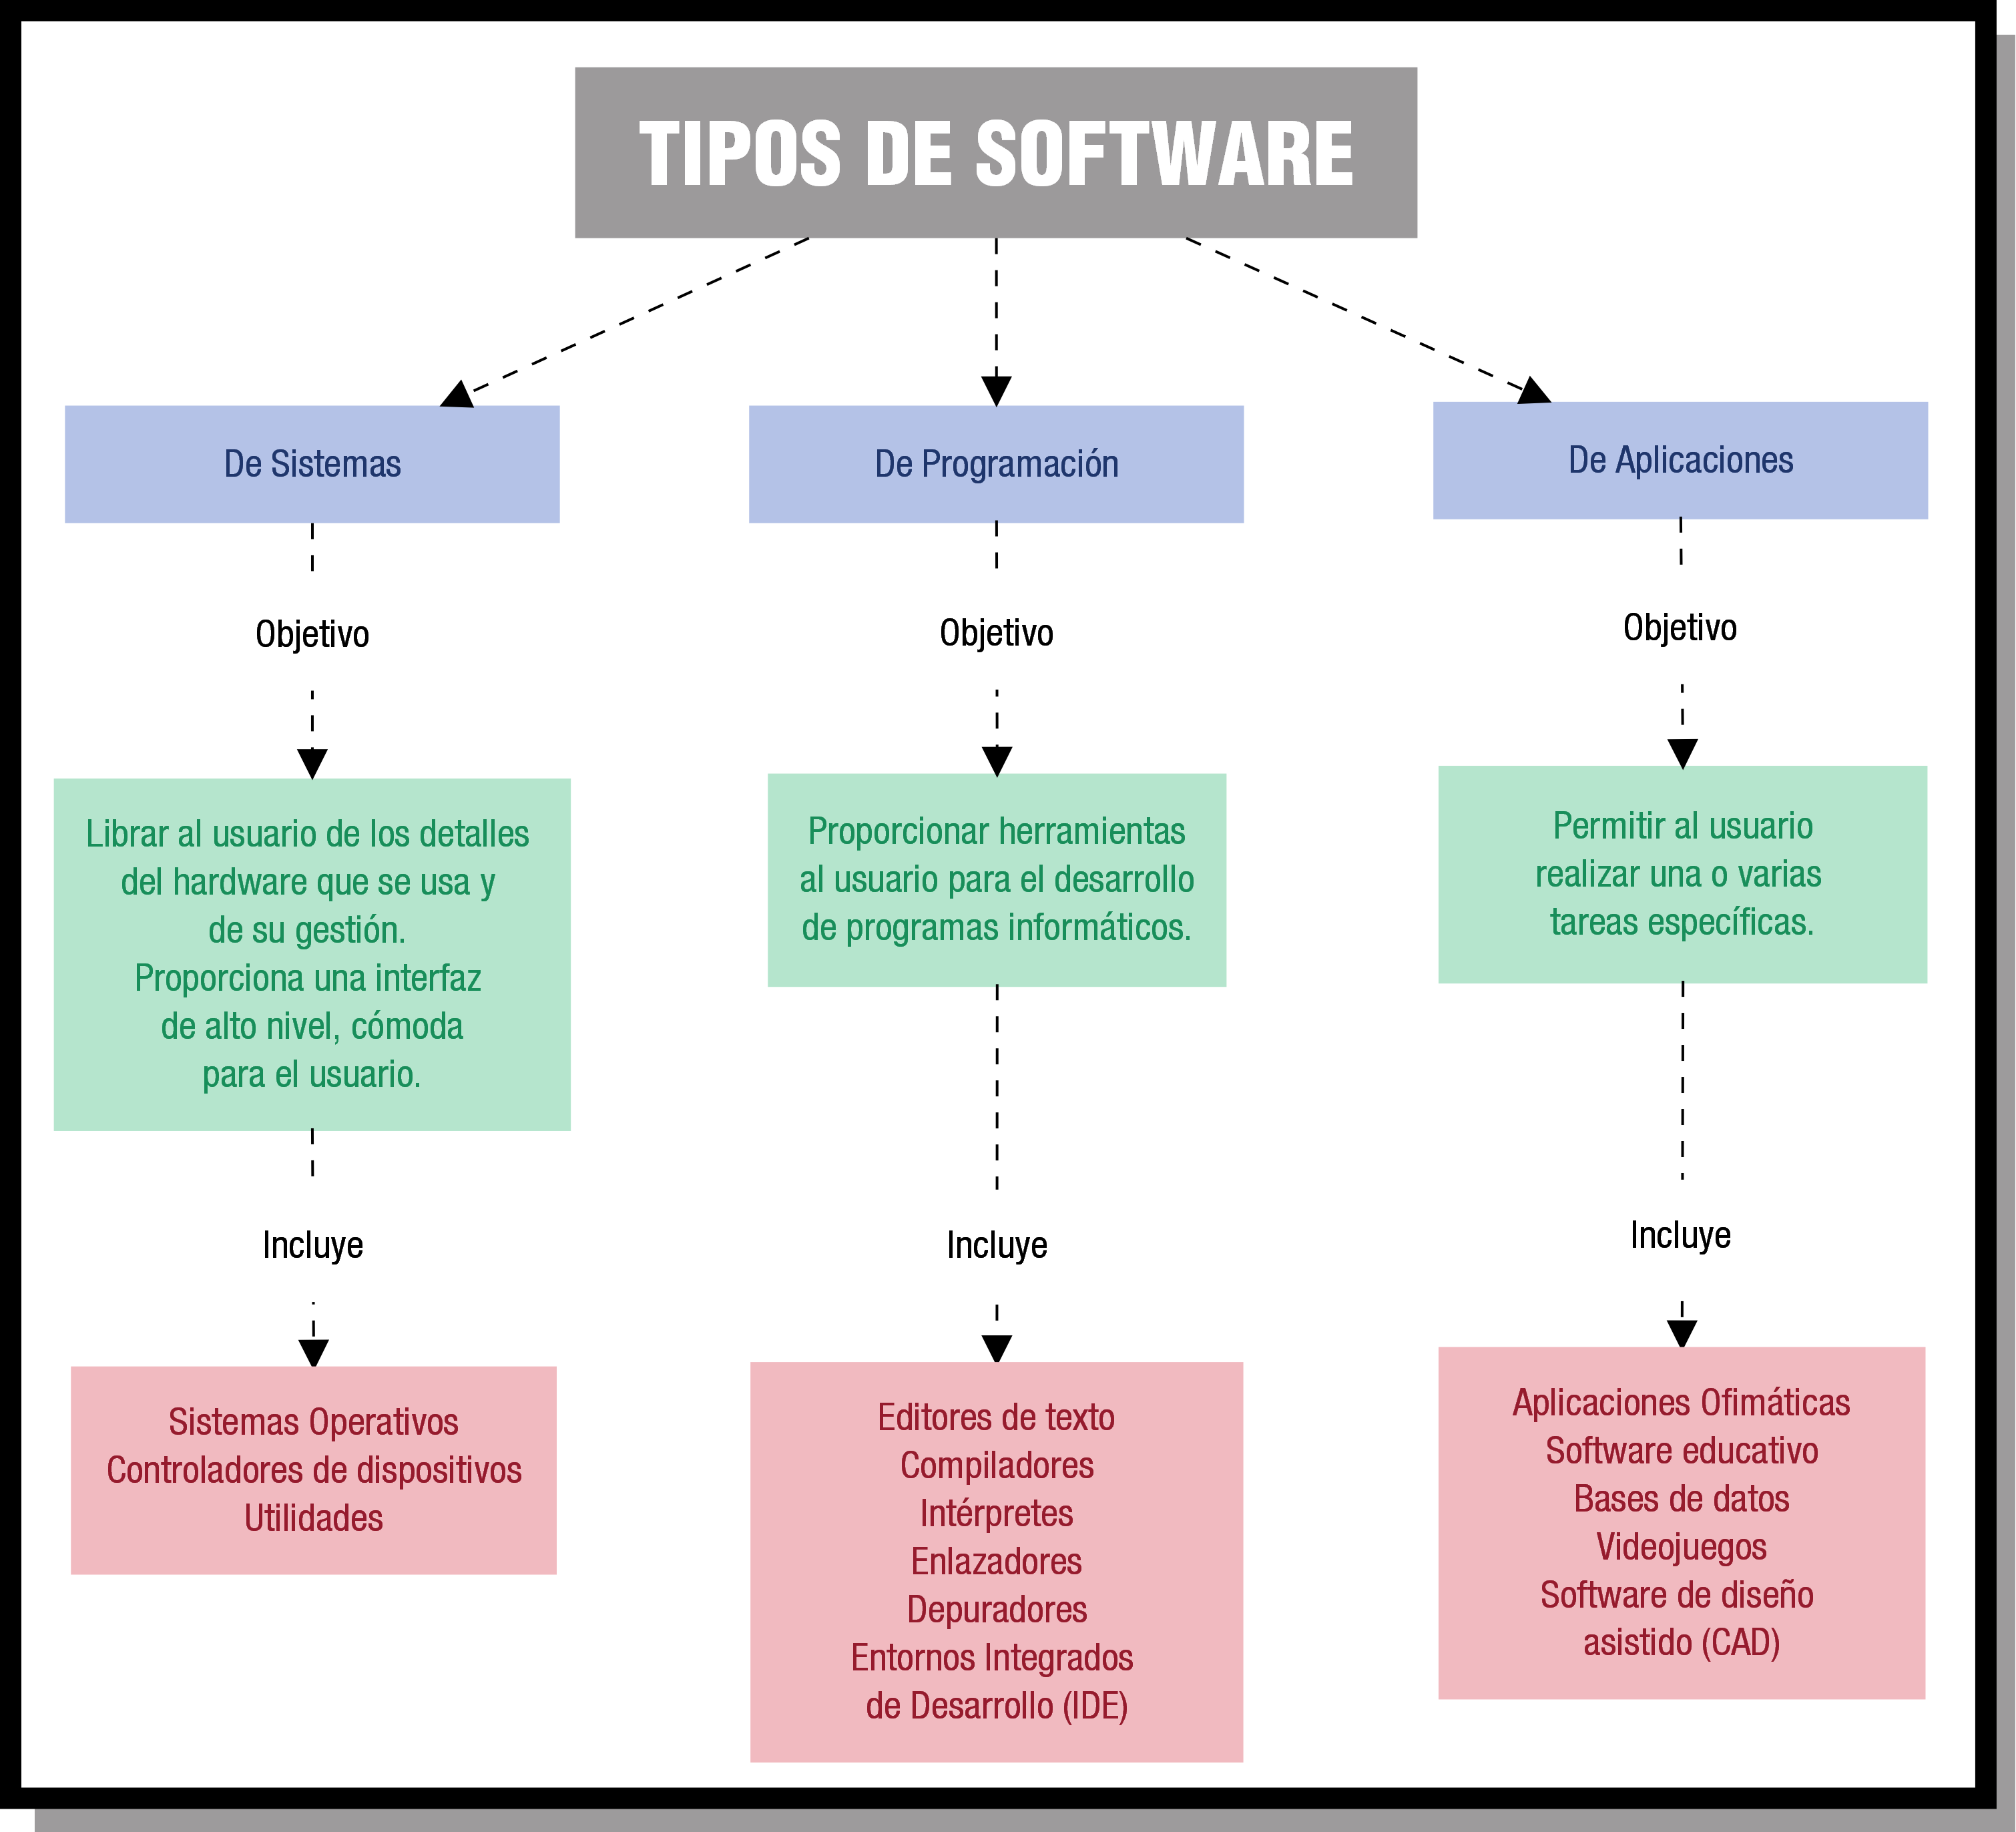 TIPOS DE SOFTWARE
De Sistemas
Objetivo
Librar al usuario de los detalles
del hardware que se usa y
de su gestión.
Proporciona una interfaz
de alto nivel, cómoda
para el usuario.
Incluye
Sistemas Operativos
Controladores de dispositivos
Utilidades
De Programación
Objetivo
Proporcionar herramientas
al usuario para el desarrollo
de programas informáticos.
Incluye
Editores de texto
Compiladores
Intérpretes
Enlazadores
Depuradores
Entornos Integrados
de Desarrollo (IDE)
De Aplicaciones
Objetivo
Permitir al usuario
realizar una o varias
tareas específicas.
Incluye
Aplicaciones Ofimáticas
Software educativo
Bases de datos
Videojuegos
Software de diseño
asistido (CAD)